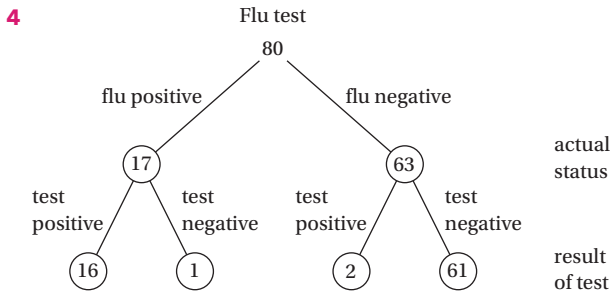 4
Flu test
80
flu positive
flu negative
17
63
actual
status
test
positive
test
negative
test
positive
test
negative
16
1
2
61
result
of test